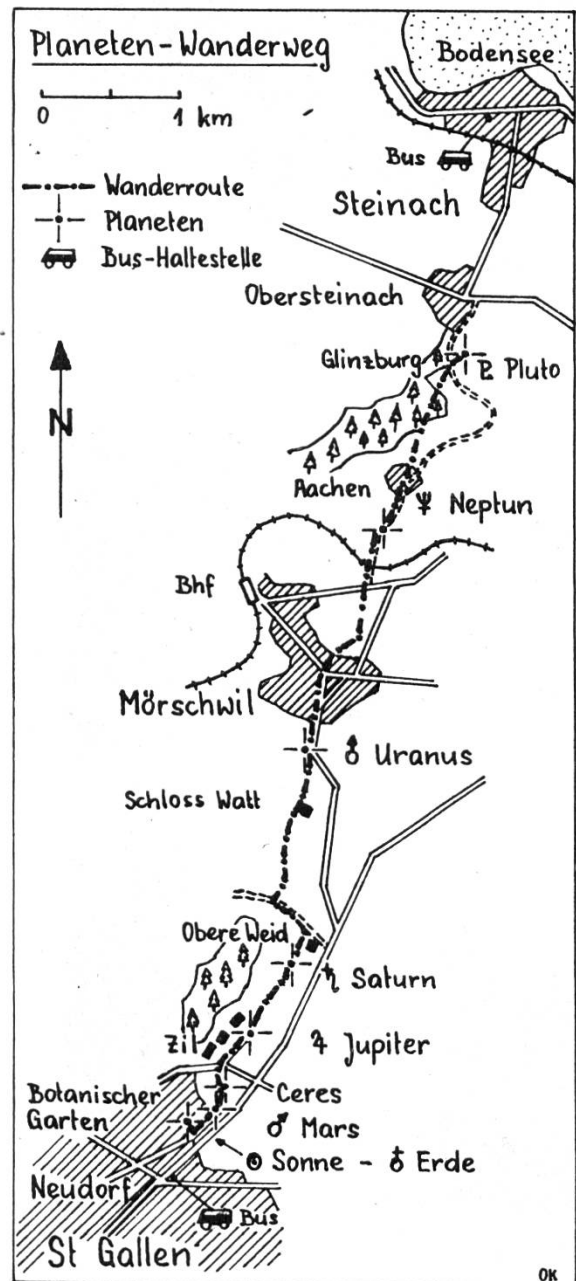 Planeten-Wanderweg
Bodensee
0 1 km
Bus
Wanderroute
Planeten
Bus-Haltestelle
Steinach
Obersteinach
N
Glinzburg
♇ Pluto
Aachen
♆ Neptun
Bhf
Mörschwil
⛢ Uranus
Schloss Watt
Obere Weid
♄ Saturn
Zil
♃ Jupiter
Ceres
Botanischer
Garten
♂ Mars
☉ Sonne - ♁ Erde
Neudorf
Bus
St Gallen
OK